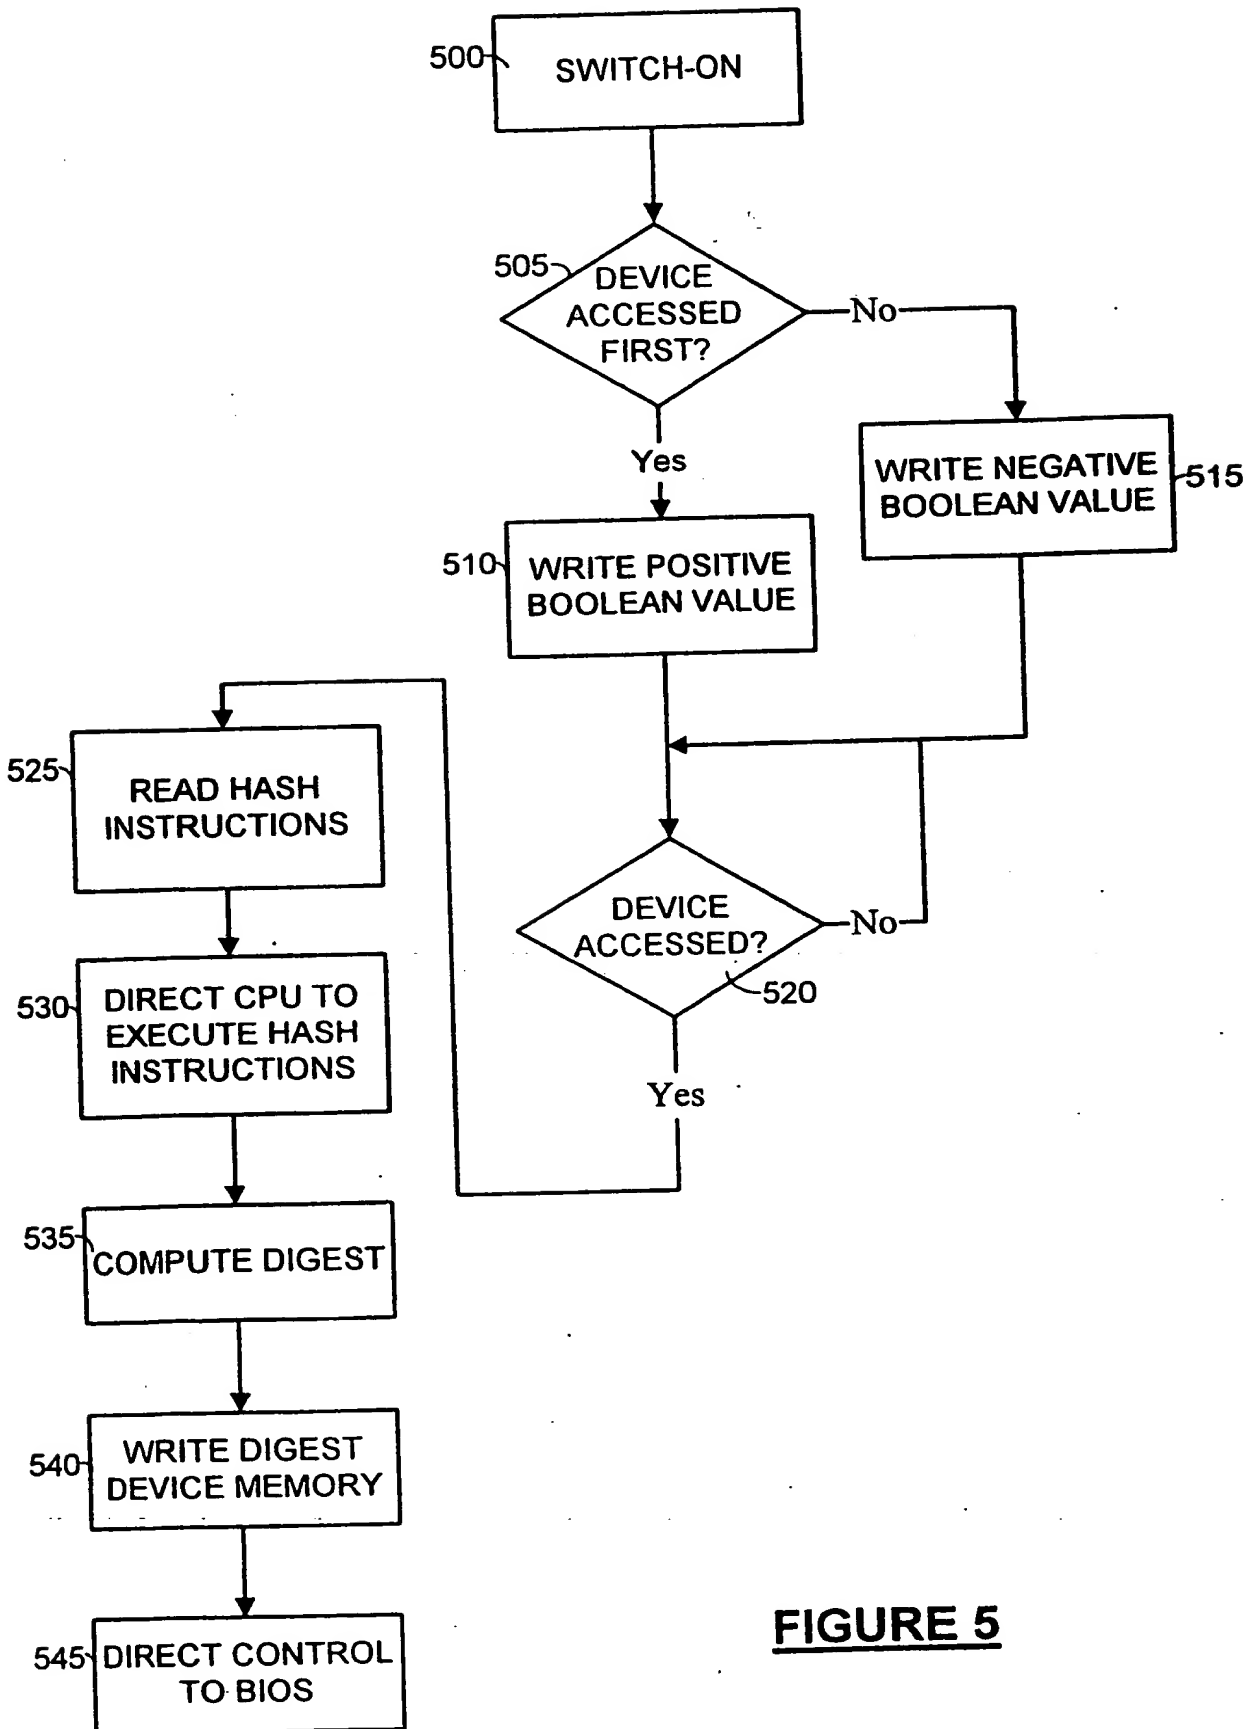 500
SWITCH-ON
505
DEVICE
ACCESSED
FIRST?
No
Yes
WRITE NEGATIVE
BOOLEAN VALUE
515
510
WRITE POSITIVE
BOOLEAN VALUE
525
READ HASH
INSTRUCTIONS
DEVICE
ACCESSED?
No
520
Yes
530
DIRECT CPU TO
EXECUTE HASH
INSTRUCTIONS
535
COMPUTE DIGEST
540
WRITE DIGEST
DEVICE MEMORY
545
DIRECT CONTROL
TO BIOS
FIGURE 5